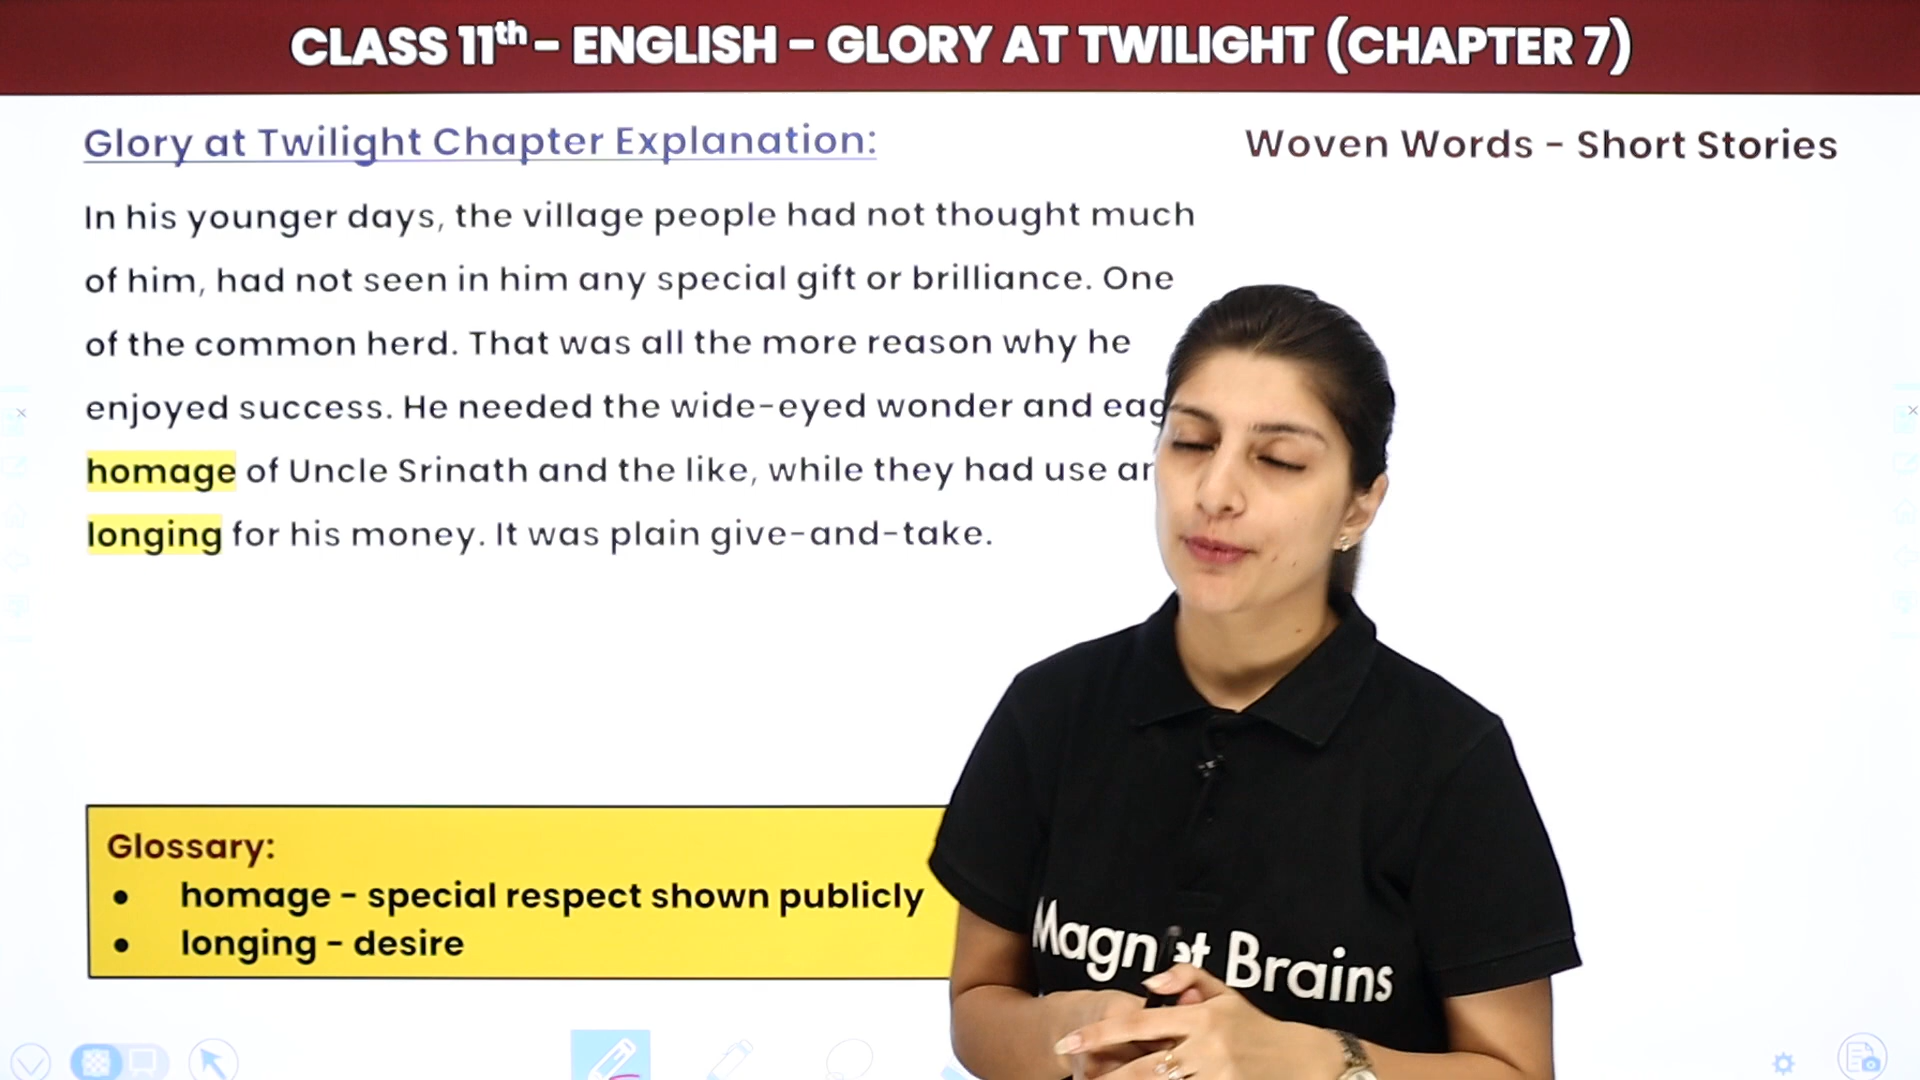 CLASS 11th – ENGLISH – GLORY AT TWILIGHT (CHAPTER 7)
Glory at Twilight Chapter Explanation:
Woven Words – Short Stories
In his younger days, the village people had not thought much
of him, had not seen in him any special gift or brilliance. One
of the common herd. That was all the more reason why he
enjoyed success. He needed the wide-eyed wonder and
homage of Uncle Srinath and the like, while they had use
longing for his money. It was plain give-and-take.
Glossary:
● homage – special respect shown publicly
● longing – desire
Magnet Brains